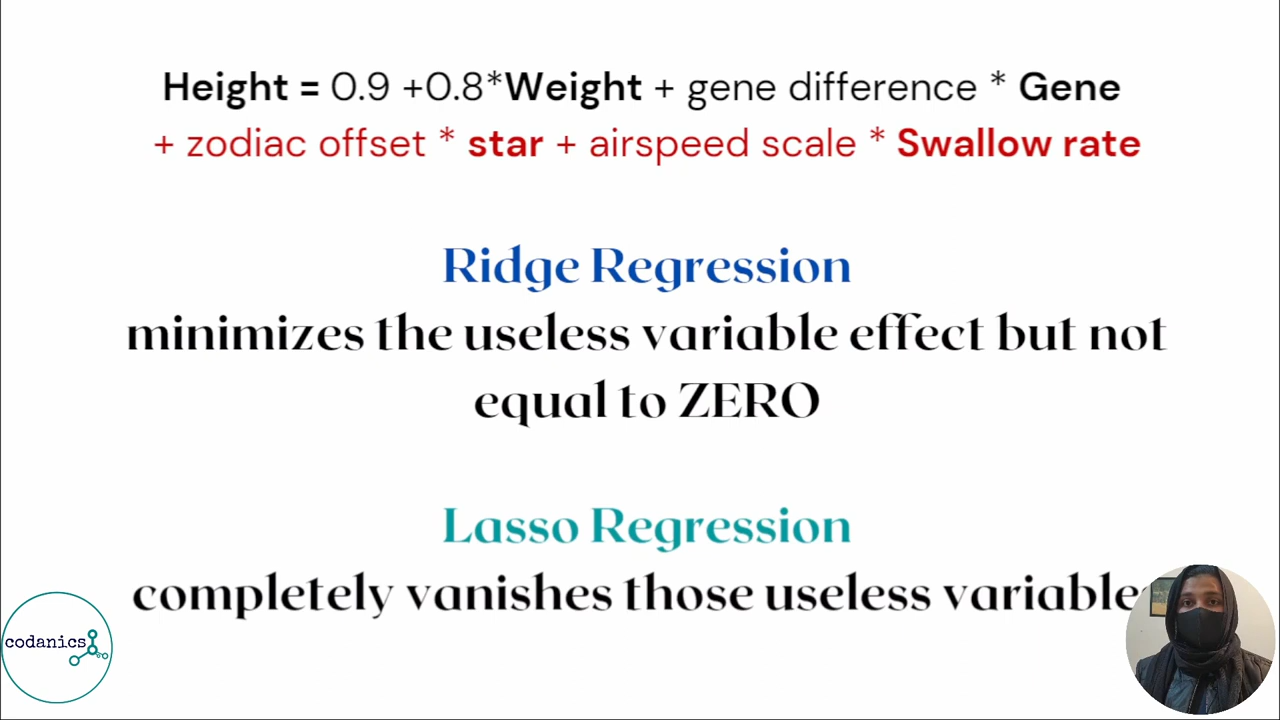 Height = 0.9 +0.8*Weight + gene difference * Gene
+ zodiac offset * star + airspeed scale * Swallow rate
Ridge Regression
minimizes the useless variable effect but not
equal to ZERO
Lasso Regression
completely vanishes those useless variable
codanics